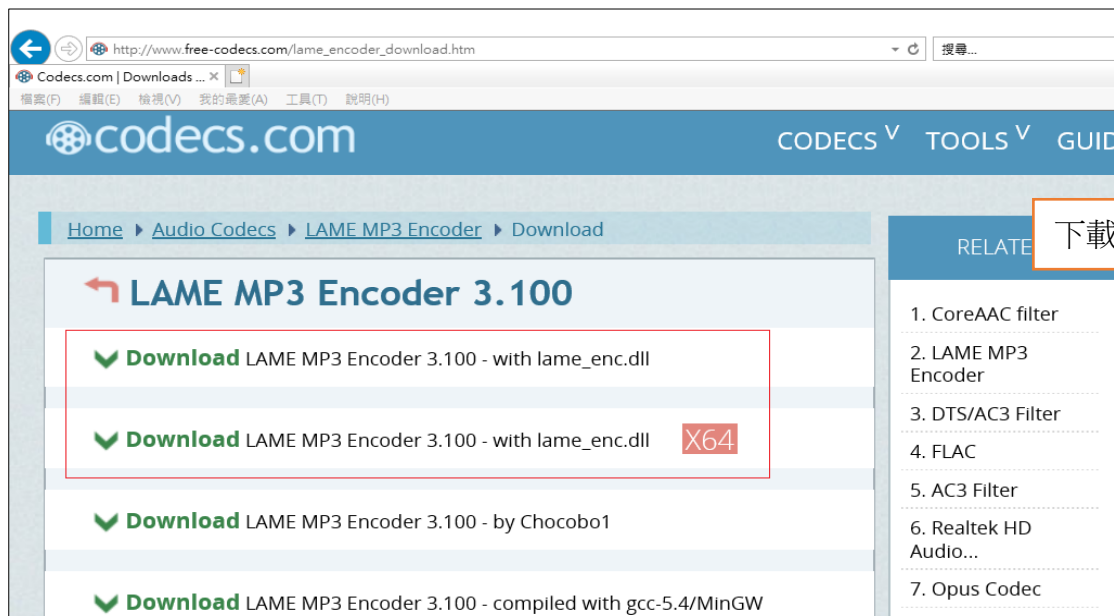 http://www.free-codecs.com/lame_encoder_download.htm
搜尋...
Codecs.com | Downloads ...
檔案(F) 編輯(E) 檢視(V) 我的最愛(A) 工具(T) 說明(H)
codecs.com
CODECS V TOOLS V GUID
Home Audio Codecs LAME MP3 Encoder Download
LAME MP3 Encoder 3.100
Download LAME MP3 Encoder 3.100 - with lame_enc.dll
Download LAME MP3 Encoder 3.100 - with lame_enc.dll X64
Download LAME MP3 Encoder 3.100 - by Chocobo1
Download LAME MP3 Encoder 3.100 - compiled with gcc-5.4/MinGW
RELATE
下載
1. CoreAAC filter
2. LAME MP3
Encoder
3. DTS/AC3 Filter
4. FLAC
5. AC3 Filter
6. Realtek HD
Audio...
7. Opus Codec